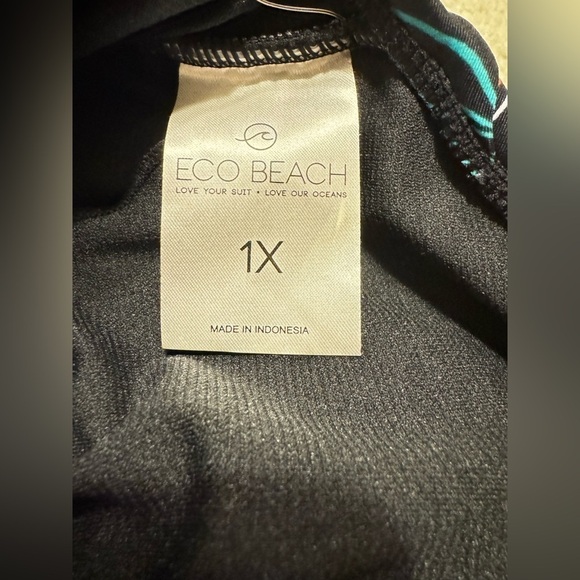 ECO BEACH
LOVE YOUR SUIT • LOVE OUR OCEANS
1X
MADE IN INDONESIA